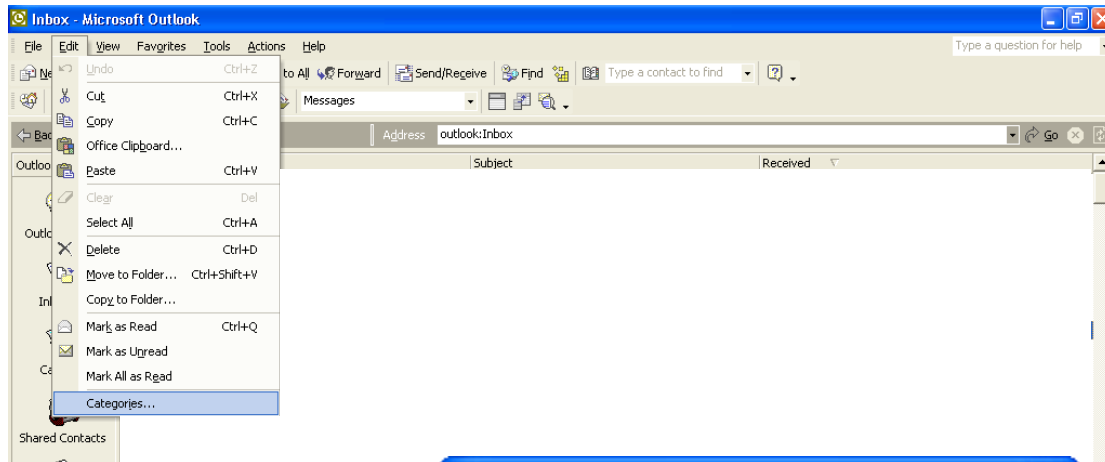 Inbox - Microsoft Outlook
File Edit View Favorites Tools Actions Help Type a question for help
to All Forward Send/Receive Find Type a contact to find
Undo Ctrl+Z
Cut Ctrl+X
Messages
Copy Ctrl+C
Address outlook:Inbox Go
Office Clipboard...
Subject Received
Paste Ctrl+V
Clear Del
Select All Ctrl+A
Delete Ctrl+D
Move to Folder... Ctrl+Shift+V
Copy to Folder...
Mark as Read Ctrl+Q
Mark as Unread
Mark All as Read
Categories...
Shared Contacts